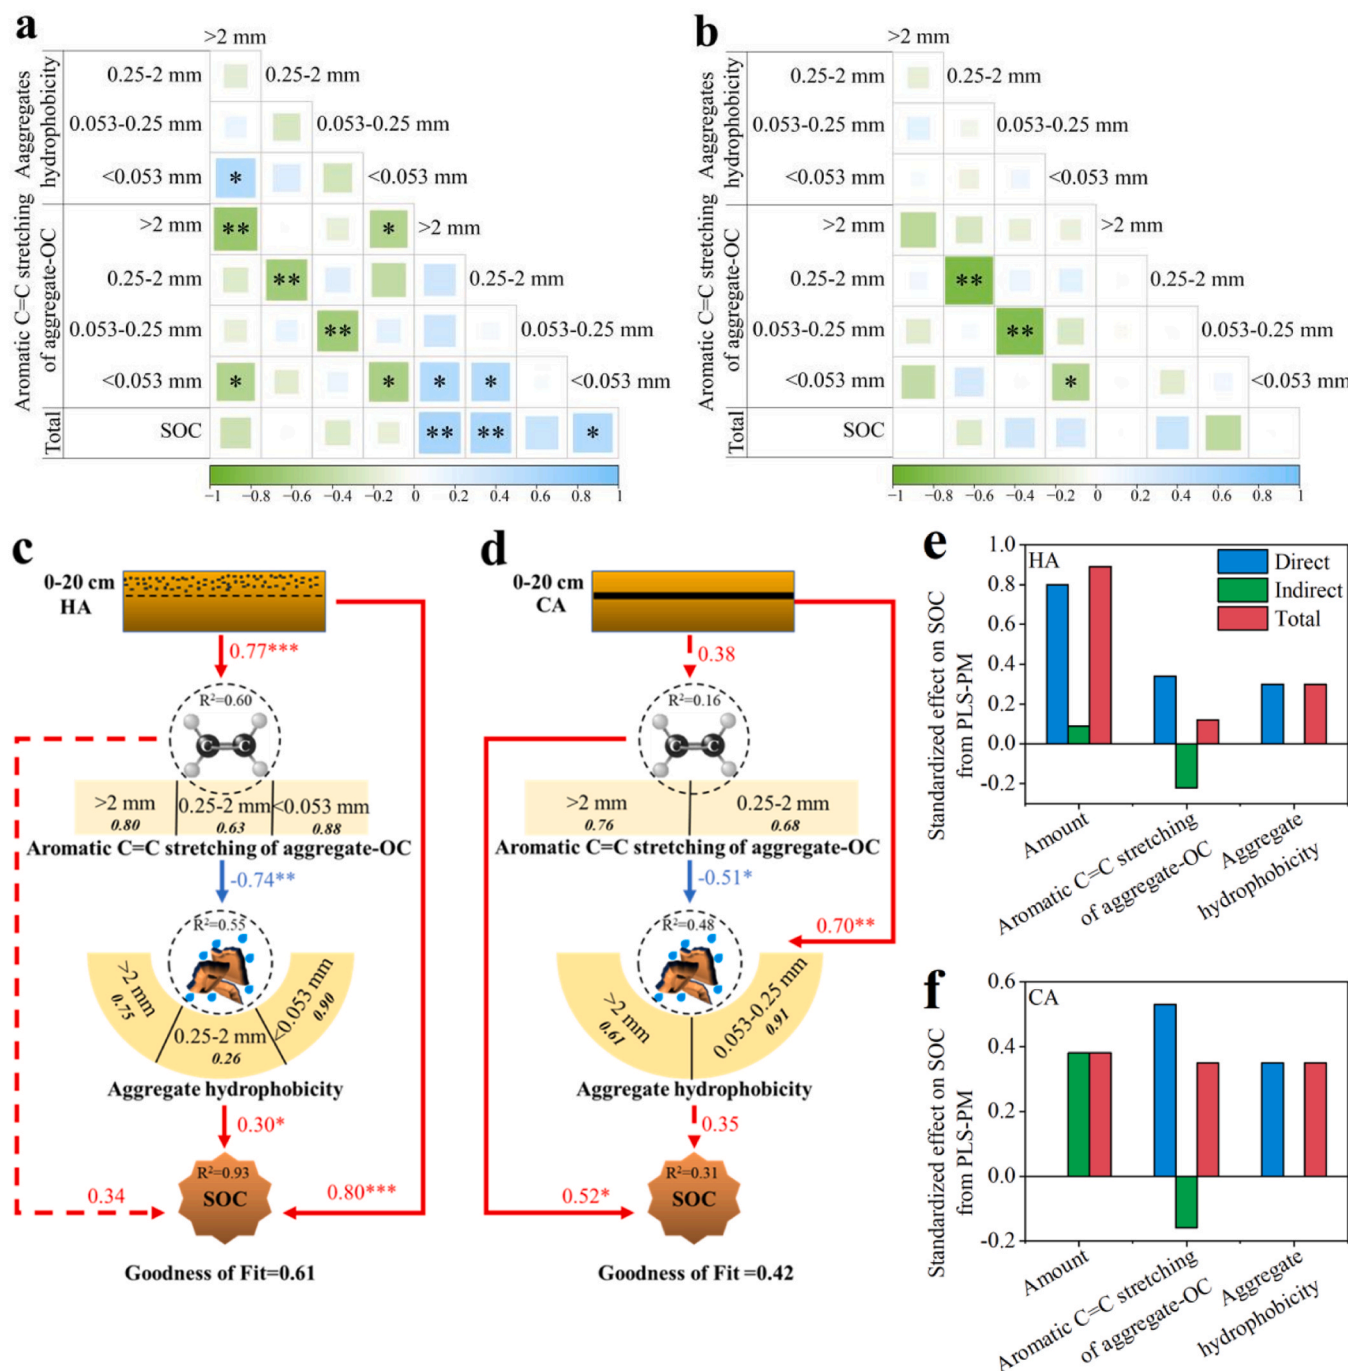 a
>2 mm
Aaggregates
hydrophobicity
0.25-2 mm
0.25-2 mm
0.053-0.25 mm
0.053-0.25 mm
<0.053 mm
*
<0.053 mm
Aromatic C=C stretching
of aggregate-OC
>2 mm
**
*
>2 mm
0.25-2 mm
**
0.25-2 mm
0.053-0.25 mm
**
0.053-0.25 mm
<0.053 mm
*
*
*
*
<0.053 mm
Total
SOC
**
**
*
−1 −0.8 −0.6 −0.4 −0.2 0 0.2 0.4 0.6 0.8 1
b
>2 mm
Aaggregates
hydrophobicity
0.25-2 mm
0.25-2 mm
0.053-0.25 mm
0.053-0.25 mm
<0.053 mm
<0.053 mm
Aromatic C=C stretching
of aggregate-OC
>2 mm
>2 mm
0.25-2 mm
**
0.25-2 mm
0.053-0.25 mm
**
0.053-0.25 mm
<0.053 mm
*
<0.053 mm
Total
SOC
−1 −0.8 −0.6 −0.4 −0.2 0 0.2 0.4 0.6 0.8 1
c
0-20 cm
HA
0.77***
R²=0.60
C C
>2 mm
0.80
0.25-2 mm
0.63
<0.053 mm
0.88
Aromatic C=C stretching of aggregate-OC
-0.74**
R²=0.55
>2 mm
0.75
0.25-2 mm
0.26
<0.053 mm
0.90
Aggregate hydrophobicity
0.30*
R²=0.93
SOC
0.34
0.80***
Goodness of Fit=0.61
d
0-20 cm
CA
0.38
R²=0.16
C C
>2 mm
0.76
0.25-2 mm
0.68
Aromatic C=C stretching of aggregate-OC
-0.51*
0.70**
R²=0.48
>2 mm
0.61
0.053-0.25 mm
0.91
Aggregate hydrophobicity
0.35
R²=0.31
SOC
0.52*
Goodness of Fit =0.42
e
HA
Direct
Indirect
Total
Standardized effect on SOC
from PLS-PM
1.0
0.8
0.6
0.4
0.2
0.0
-0.2
Amount
Aromatic C=C stretching
of aggregate-OC
Aggregate
hydrophobicity
f
CA
Standardized effect on SOC
from PLS-PM
0.6
0.4
0.2
0.0
-0.2
Amount
Aromatic C=C stretching
of aggregate-OC
Aggregate
hydrophobicity